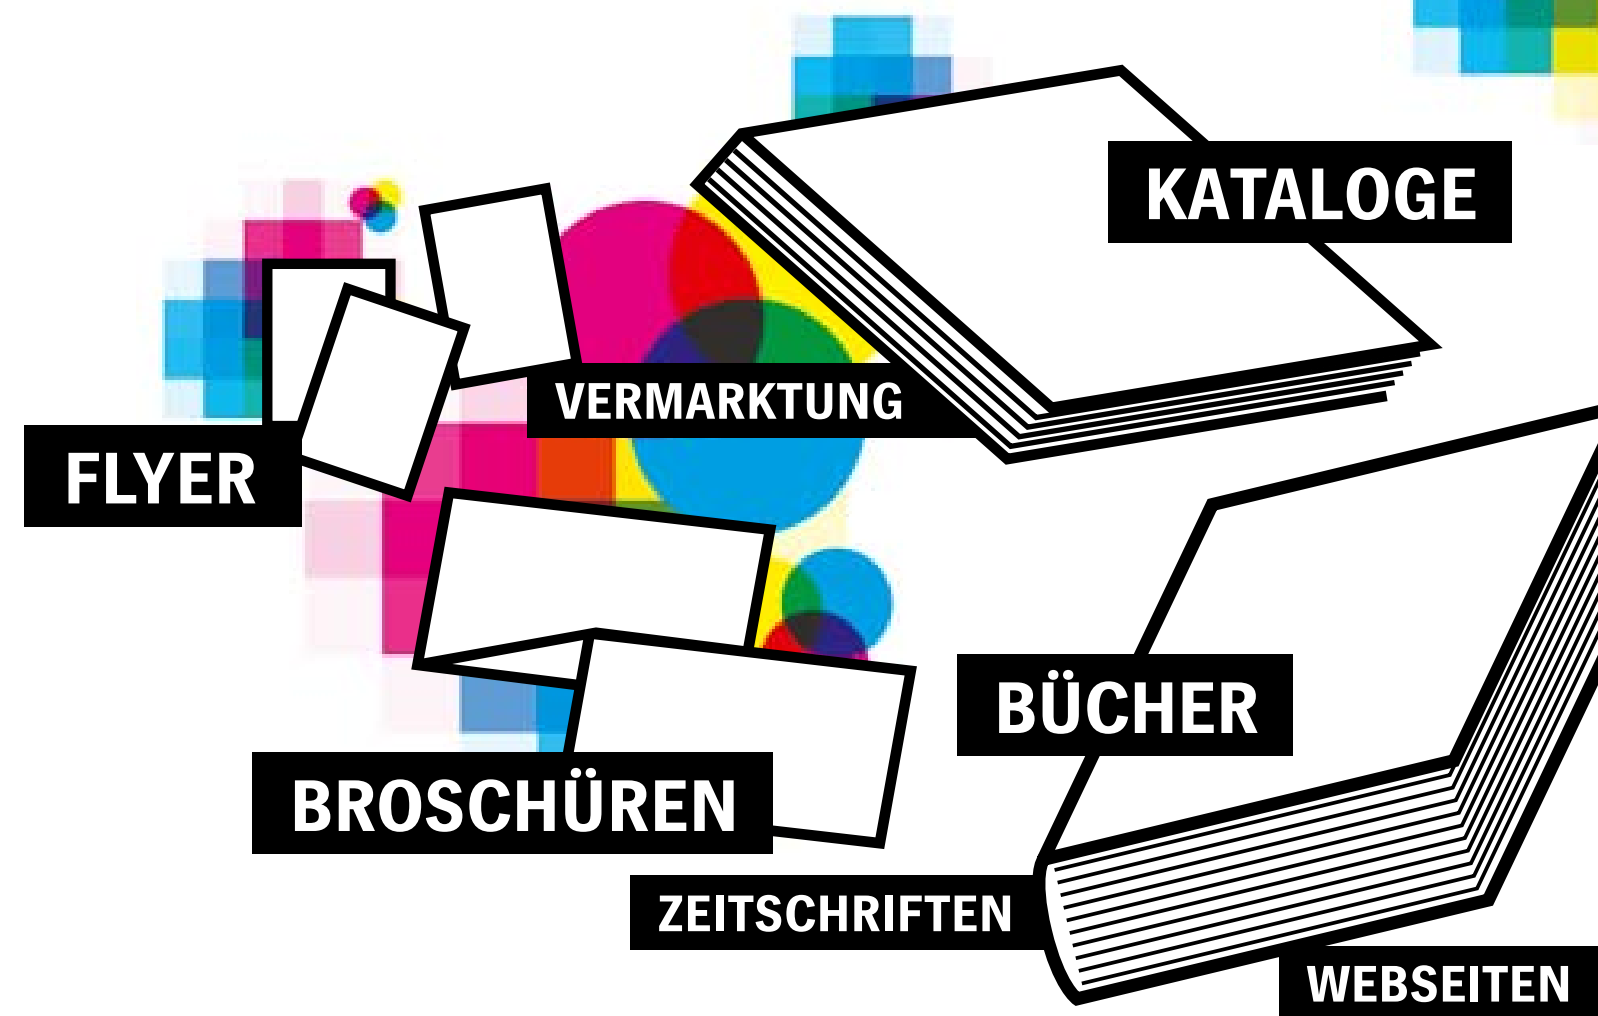 KATALOGE
VERMARKTUNG
FLYER
BÜCHER
BROSCHÜREN
ZEITSCHRIFTEN
WEBSEITEN